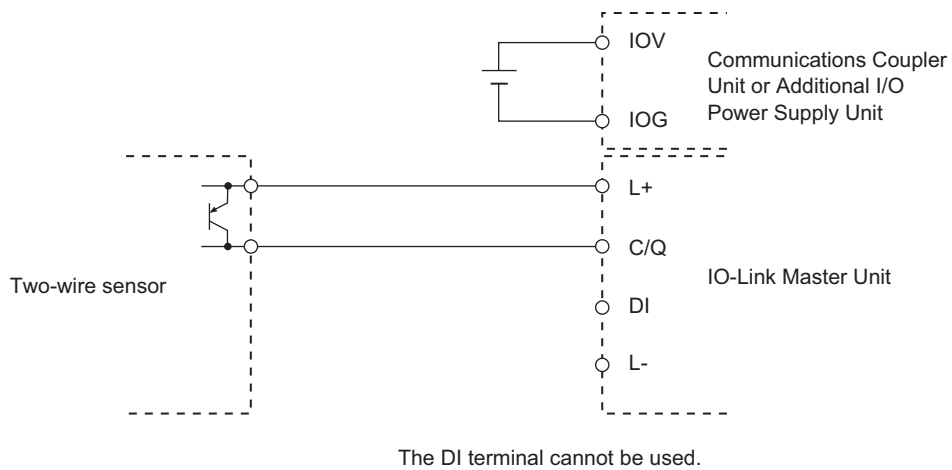 IOV
Communications Coupler
Unit or Additional I/O
Power Supply Unit
IOG
L+
C/Q
IO-Link Master Unit
Two-wire sensor
DI
L-
The DI terminal cannot be used.